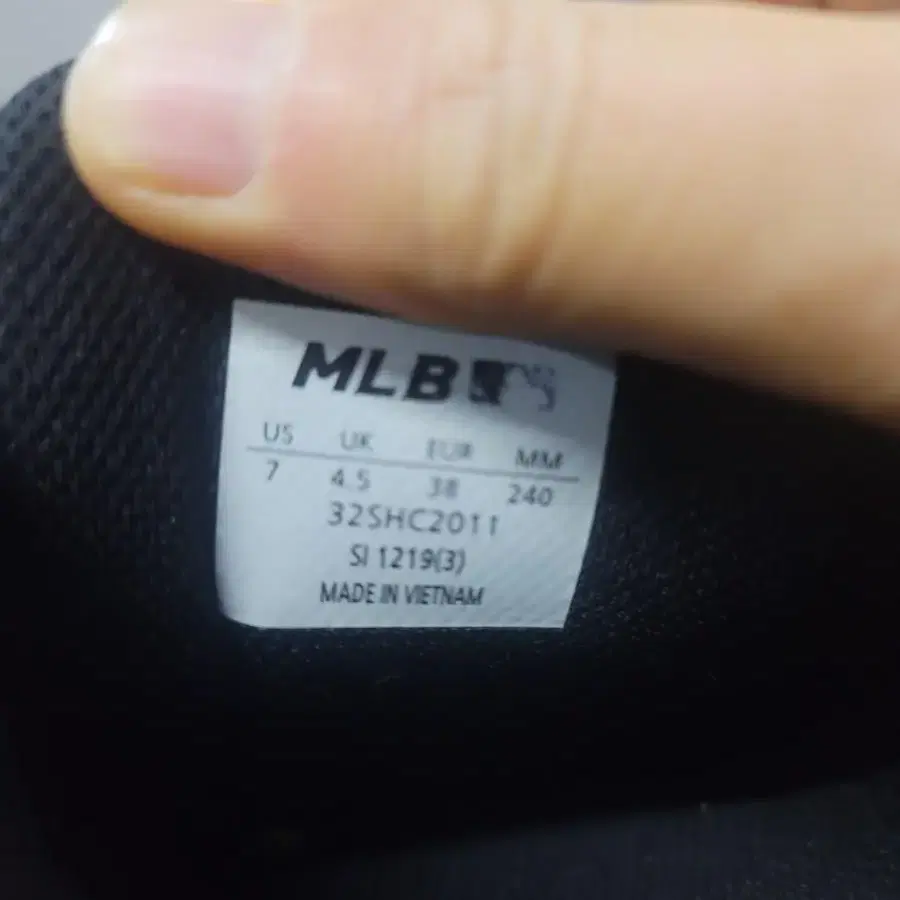 MLB
US UK EUR MM
7 4.5 38 240
32SHC2011
SI 1219(3)
MADE IN VIETNAM